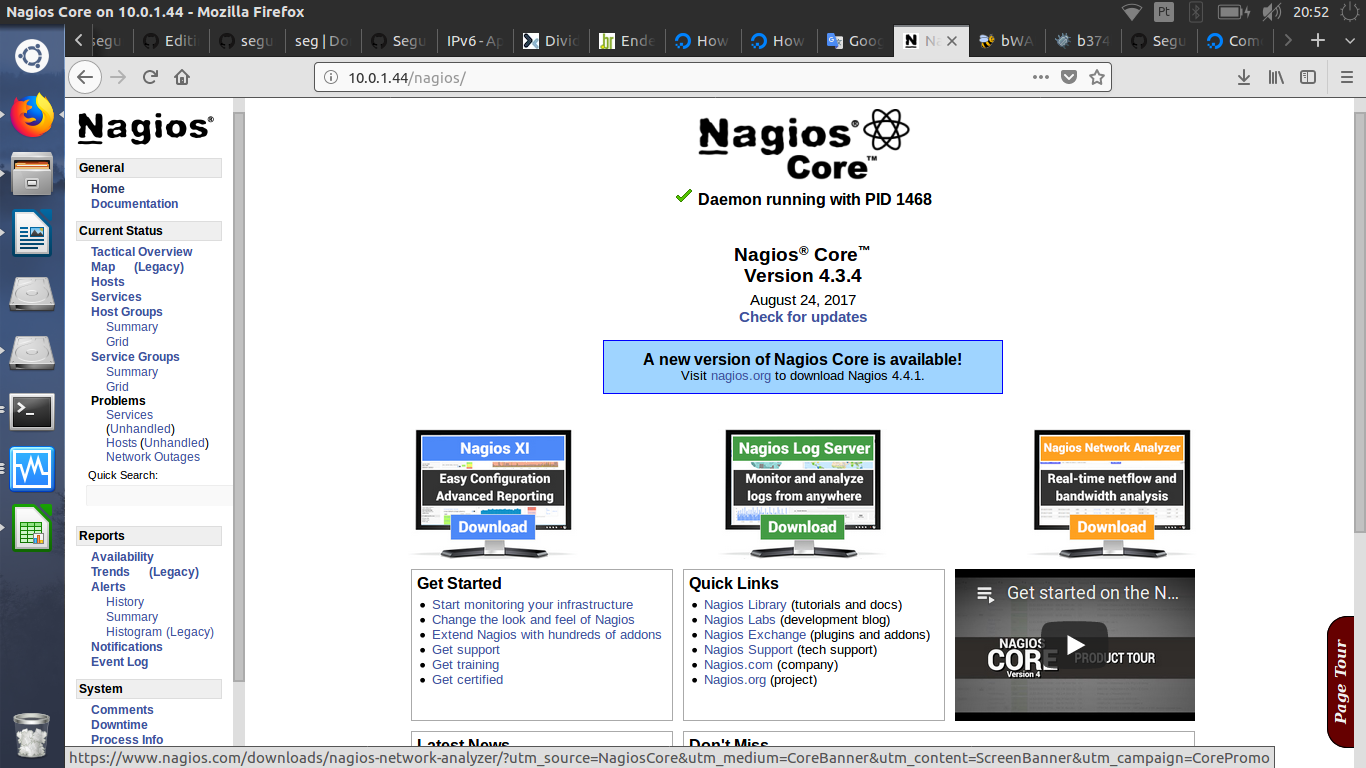 Nagios Core on 10.0.1.44 - Mozilla Firefox
Pt
20:52
segu
Editi
segu
seg | Do
Segu
IPv6 - Ap
Divid
Ende
How
How
Goog
Na
bWA
b374
Segu
Com
10.0.1.44/nagios/
Nagios®
General
Home
Documentation
Current Status
Tactical Overview
Map (Legacy)
Hosts
Services
Host Groups
Summary
Grid
Service Groups
Summary
Grid
Problems
Services
(Unhandled)
Hosts (Unhandled)
Network Outages
Quick Search:
Reports
Availability
Trends (Legacy)
Alerts
History
Summary
Histogram (Legacy)
Notifications
Event Log
System
Comments
Downtime
Process Info
Nagios®
Core™
Daemon running with PID 1468
Nagios® Core™
Version 4.3.4
August 24, 2017
Check for updates
A new version of Nagios Core is available!
Visit nagios.org to download Nagios 4.4.1.
Nagios XI
Easy Configuration
Advanced Reporting
Download
Nagios Log Server
Monitor and analyze
logs from anywhere
Download
Nagios Network Analyzer
Real-time netflow and
bandwidth analysis
Download
Get Started
Start monitoring your infrastructure
Change the look and feel of Nagios
Extend Nagios with hundreds of addons
Get support
Get training
Get certified
Quick Links
Nagios Library (tutorials and docs)
Nagios Labs (development blog)
Nagios Exchange (plugins and addons)
Nagios Support (tech support)
Nagios.com (company)
Nagios.org (project)
Get started on the N...
NAGIOS
CORE
Version 4
PRODUCT TOUR
Page Tour
Latest News
Don't Miss
https://www.nagios.com/downloads/nagios-network-analyzer/?utm_source=NagiosCore&utm_medium=CoreBanner&utm_content=ScreenBanner&utm_campaign=CorePromo